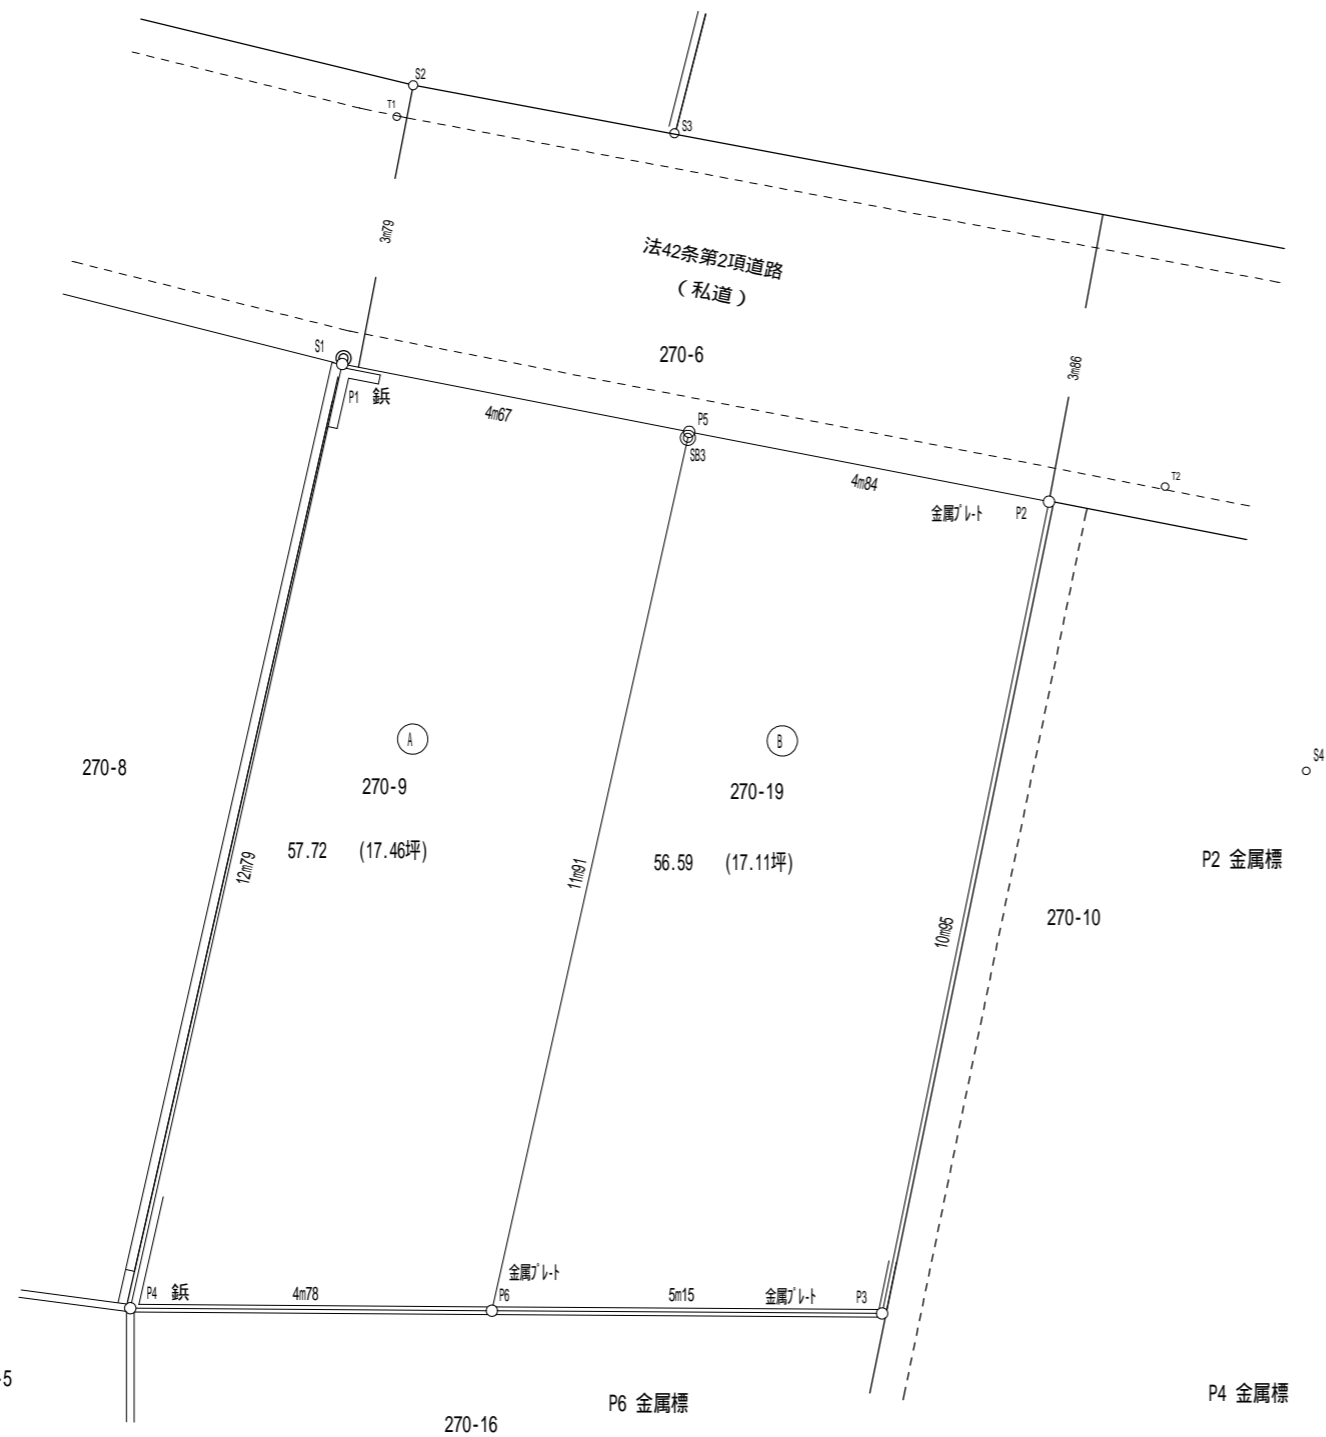 S2
T1
S3
3m79
法42条第2項道路
(私道)
270-6
S1
P1 鋲
4m67
P5
SB3
3m86
4m84
金属プレート P2
T2
A
270-9
57.72 (17.46坪)
B
270-19
56.59 (17.11坪)
270-8
12m79
11m91
10m95
S4
P2 金属標
270-10
P4 鋲
4m78
金属プレート
P6
5m15
金属プレート P3
-5
P6 金属標
270-16
P4 金属標